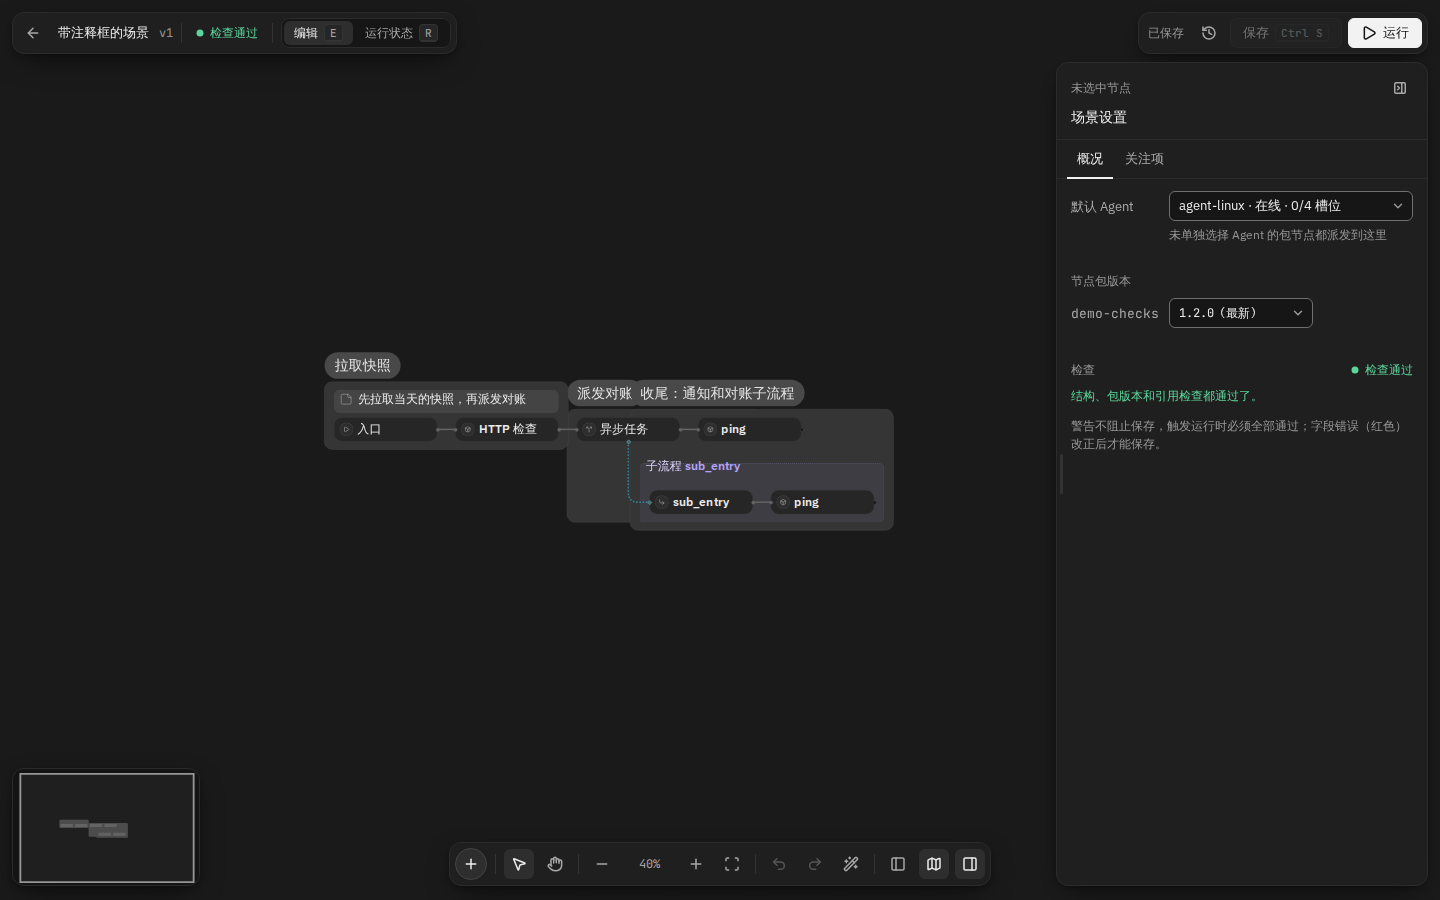 带注释框的场景 v1 检查通过 编辑 E 运行状态 R
已保存 保存 Ctrl S 运行
未选中节点
场景设置
概况 关注项
默认 Agent agent-linux · 在线 · 0/4 槽位
未单独选择 Agent 的包节点都派发到这里
节点包版本
demo-checks 1.2.0 (最新)
检查 检查通过
结构、包版本和引用检查都通过了。
警告不阻止保存，触发运行时必须全部通过；字段错误（红色）
改正后才能保存。
拉取快照
先拉取当天的快照，再派发对账
入口 HTTP 检查
派发对账 收尾：通知和对账子流程
异步任务 ping
子流程 sub_entry
sub_entry ping
40%